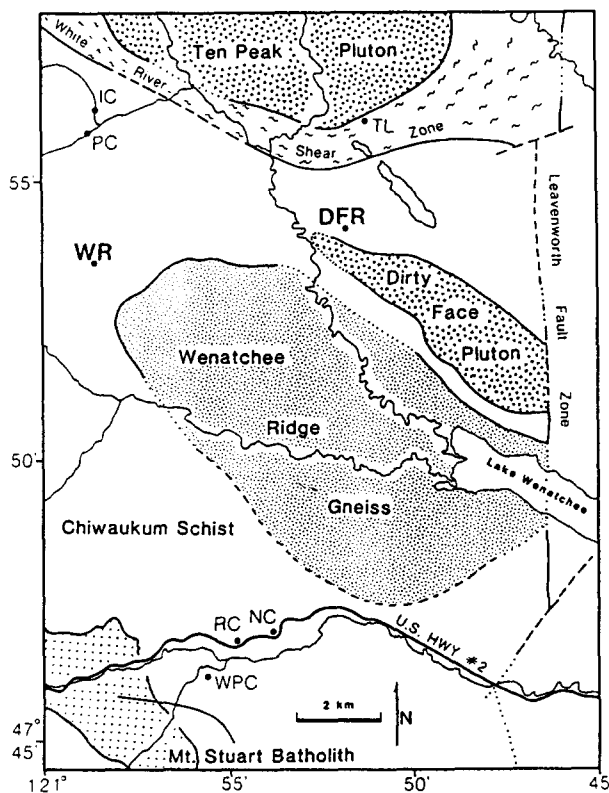 Ten Peak Pluton
White River Shear Zone
IC
PC
TL
55'
DFR
WR
Leavenworth Fault Zone
Dirty Face Pluton
Wenatchee Ridge Gneiss
50'
Lake Wenatchee
Chiwaukum Schist
RC NC
U.S. HWY #2
WPC
2 km
N
47°
45'
Mt. Stuart Batholith
121° 55' 50' 45